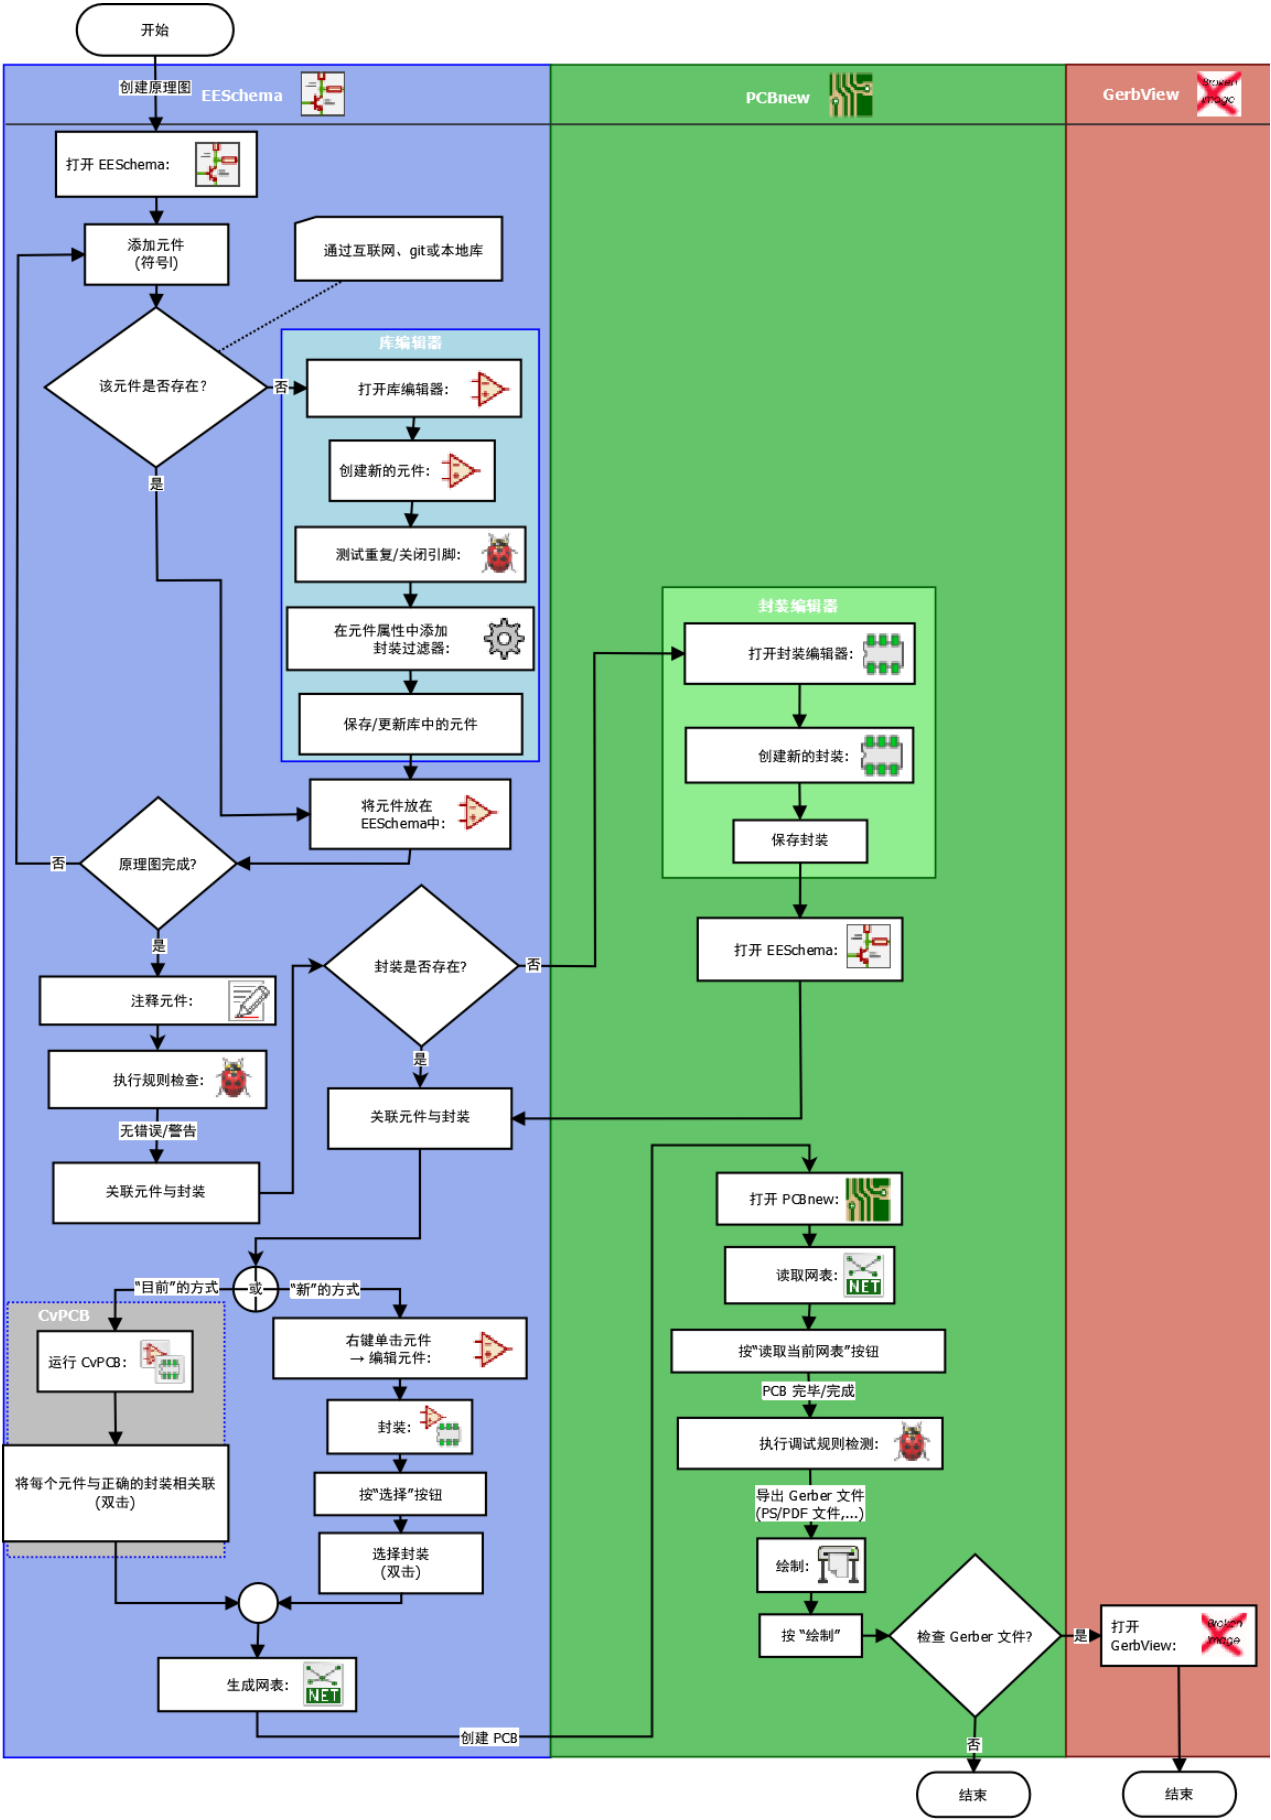 开始
创建原理图
EESchema
PCBnew
GerbView
Broken
image
打开 EESchema:
添加元件
(符号l)
通过互联网、git或本地库
该元件是否存在?
否
是
库编辑器
打开库编辑器:
创建新的元件:
测试重复/关闭引脚:
在元件属性中添加
封装过滤器:
保存/更新库中的元件
将元件放在
EESchema中:
原理图完成?
否
是
注释元件:
执行规则检查:
无错误/警告
关联元件与封装
封装是否存在?
否
是
关联元件与封装
封装编辑器
打开封装编辑器:
创建新的封装:
保存封装
打开 EESchema:
或
“目前”的方式
“新”的方式
CvPCB
运行 CvPCB:
将每个元件与正确的封装相关联
(双击)
右键单击元件
→ 编辑元件:
封装:
按“选择”按钮
选择封装
(双击)
生成网表:
NET
创建 PCB
打开 PCBnew:
读取网表:
NET
按“读取当前网表”按钮
PCB 完毕/完成
执行调试规则检测:
导出 Gerber 文件
(PS/PDF 文件,...)
绘制:
按 “绘制”
检查 Gerber 文件?
是
否
打开
GerbView:
Broken
image
结束
结束